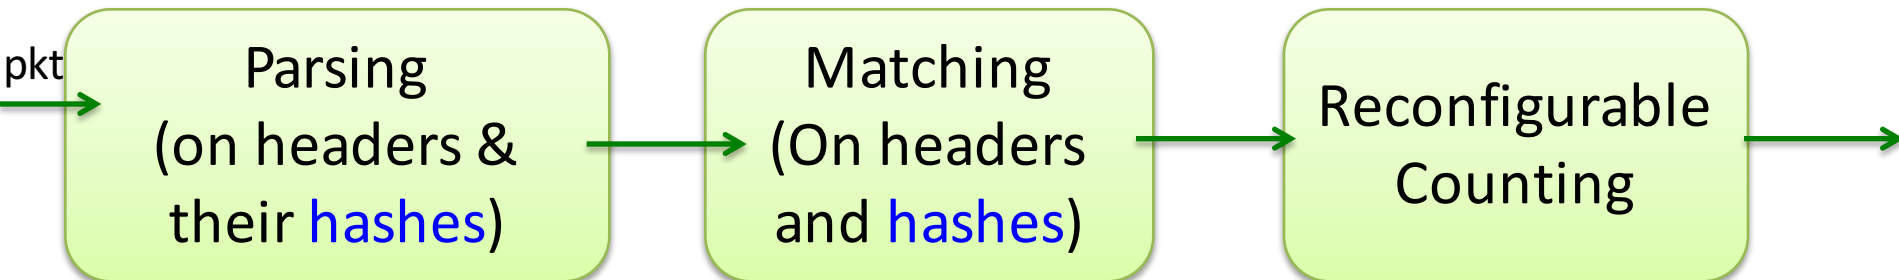 pkt
Parsing
(on headers &
their hashes)
Matching
(On headers
and hashes)
Reconfigurable
Counting